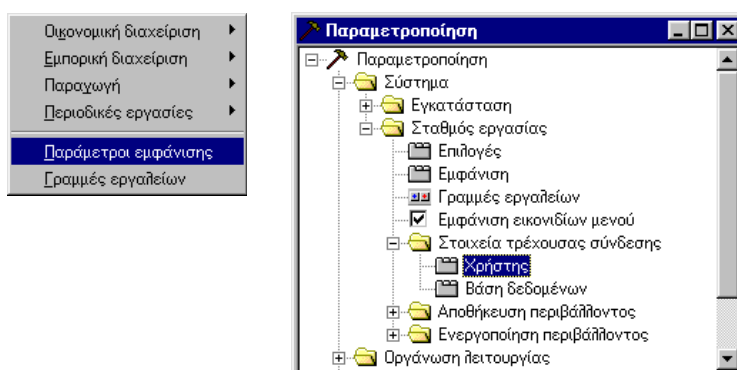 Οικονομική διαχείριση
Εμπορική διαχείριση
Παραγωγή
Περιοδικές εργασίες
Παράμετροι εμφάνισης
Γραμμές εργαλείων
Παραμετροποίηση
Παραμετροποίηση
Σύστημα
Εγκατάσταση
Σταθμός εργασίας
Επιλογές
Εμφάνιση
Γραμμές εργαλείων
Εμφάνιση εικονιδίων μενού
Στοιχεία τρέχουσας σύνδεσης
Χρήστης
Βάση δεδομένων
Αποθήκευση περιβάλλοντος
Ενεργοποίηση περιβάλλοντος
Οργάνωση λειτουργίας